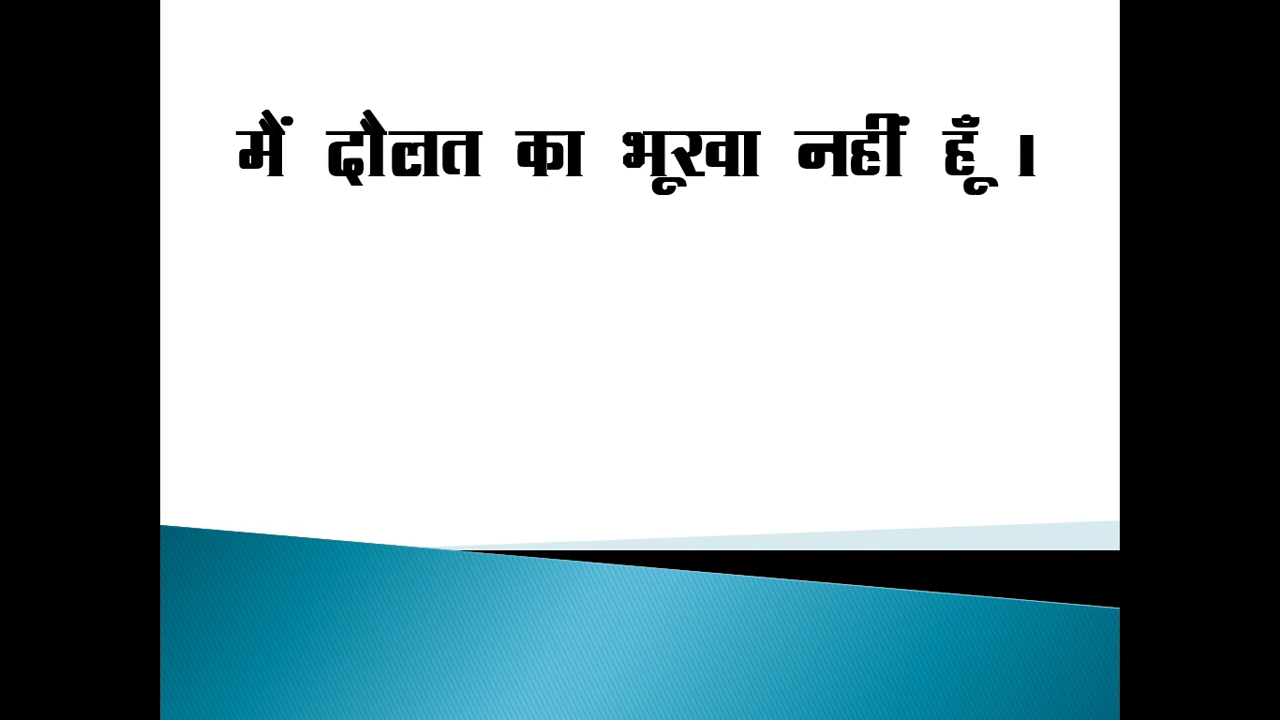 मैं दौलत का भूखा नहीं हूँ ।